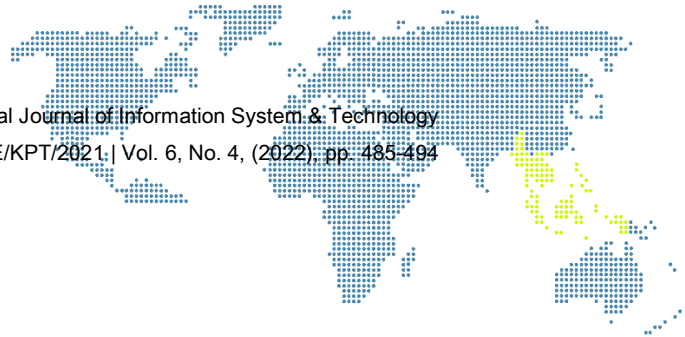 al Journal of Information System & Technology
E/KPT/2021 | Vol. 6, No. 4, (2022), pp. 485-494